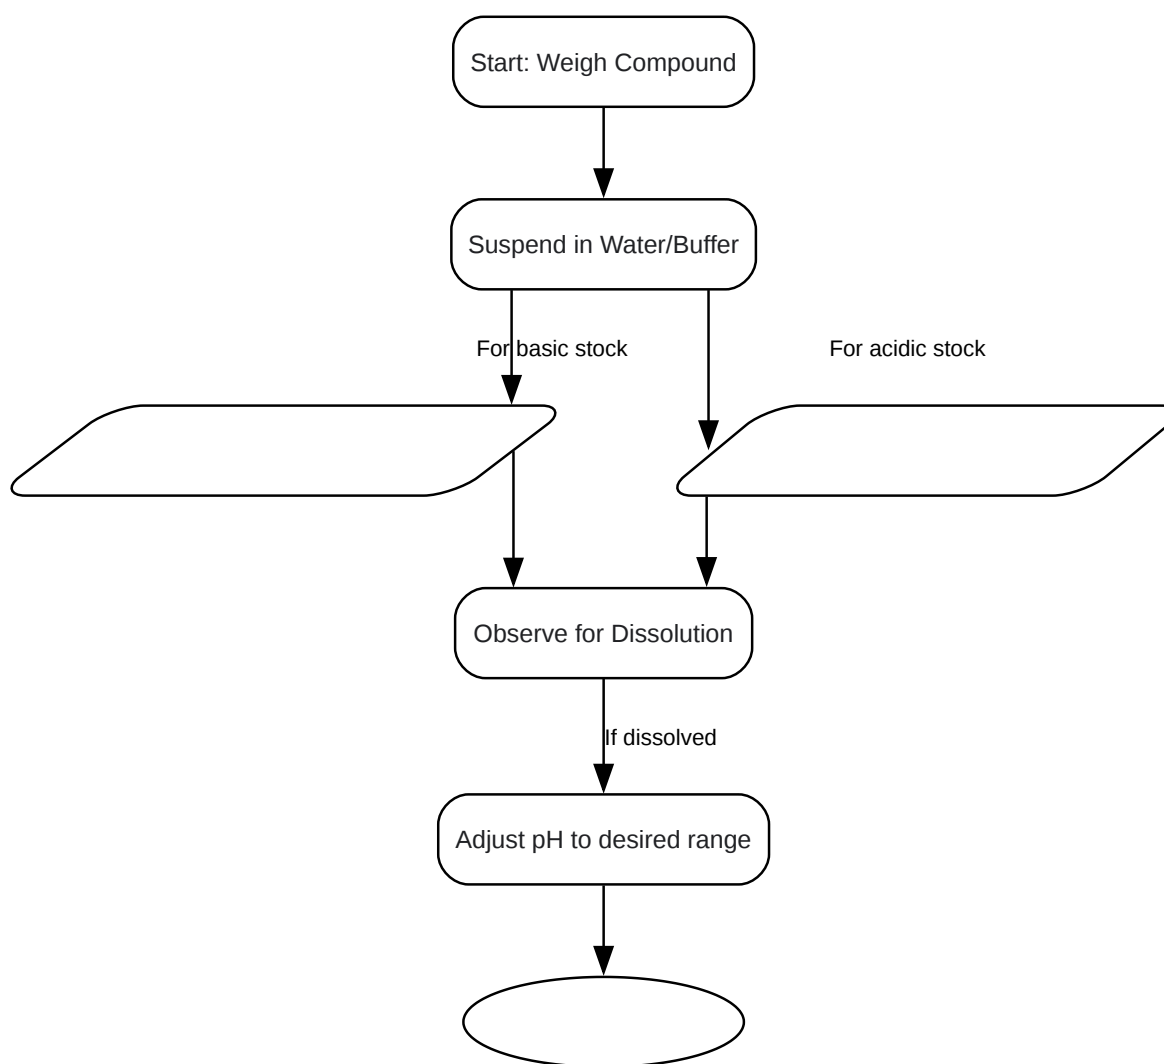 Start: Weigh Compound
Suspend in Water/Buffer
For basic stock
For acidic stock
Observe for Dissolution
If dissolved
Adjust pH to desired range